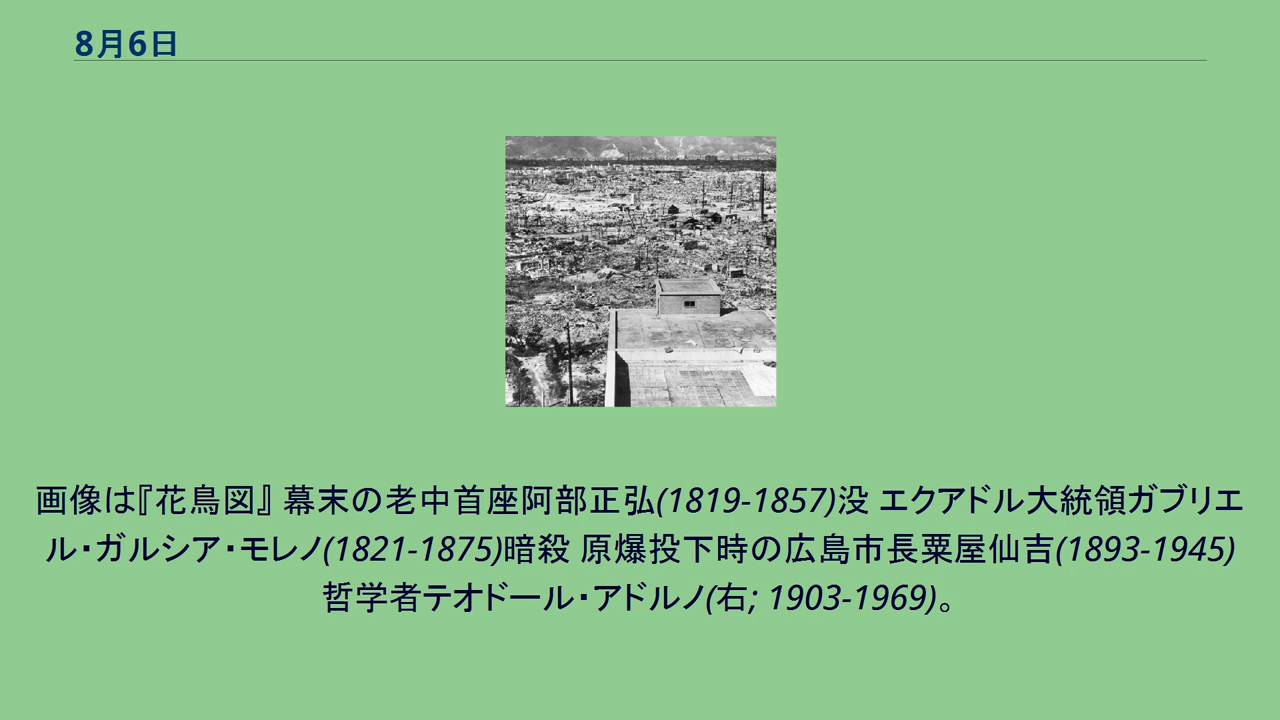 8月6日
画像は『花鳥図』 幕末の老中首座阿部正弘(1819-1857)没 エクアドル大統領ガブリエ
ル・ガルシア・モレノ(1821-1875)暗殺 原爆投下時の広島市長粟屋仙吉(1893-1945)
哲学者テオドール・アドルノ(右; 1903-1969)。